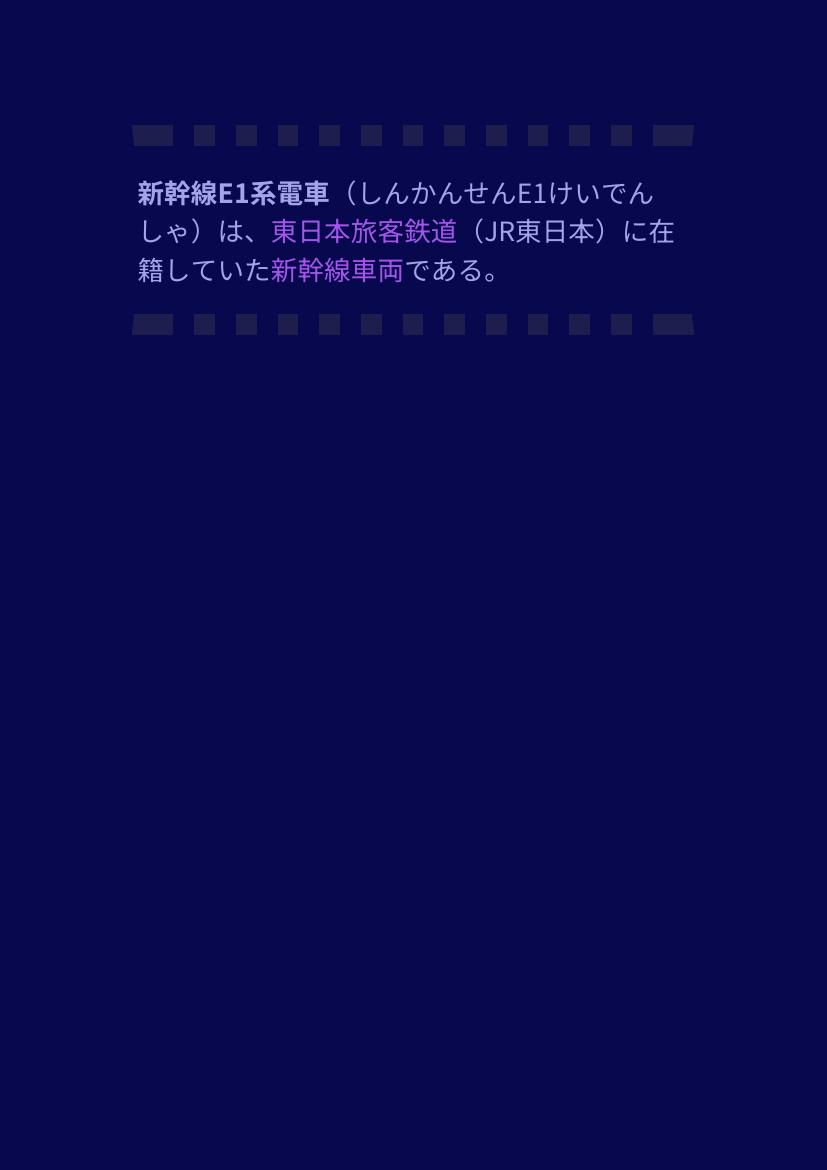 新幹線E1系電車（しんかんせんE1けいでん
しゃ）は、東日本旅客鉄道（JR東日本）に在
籍していた新幹線車両である。